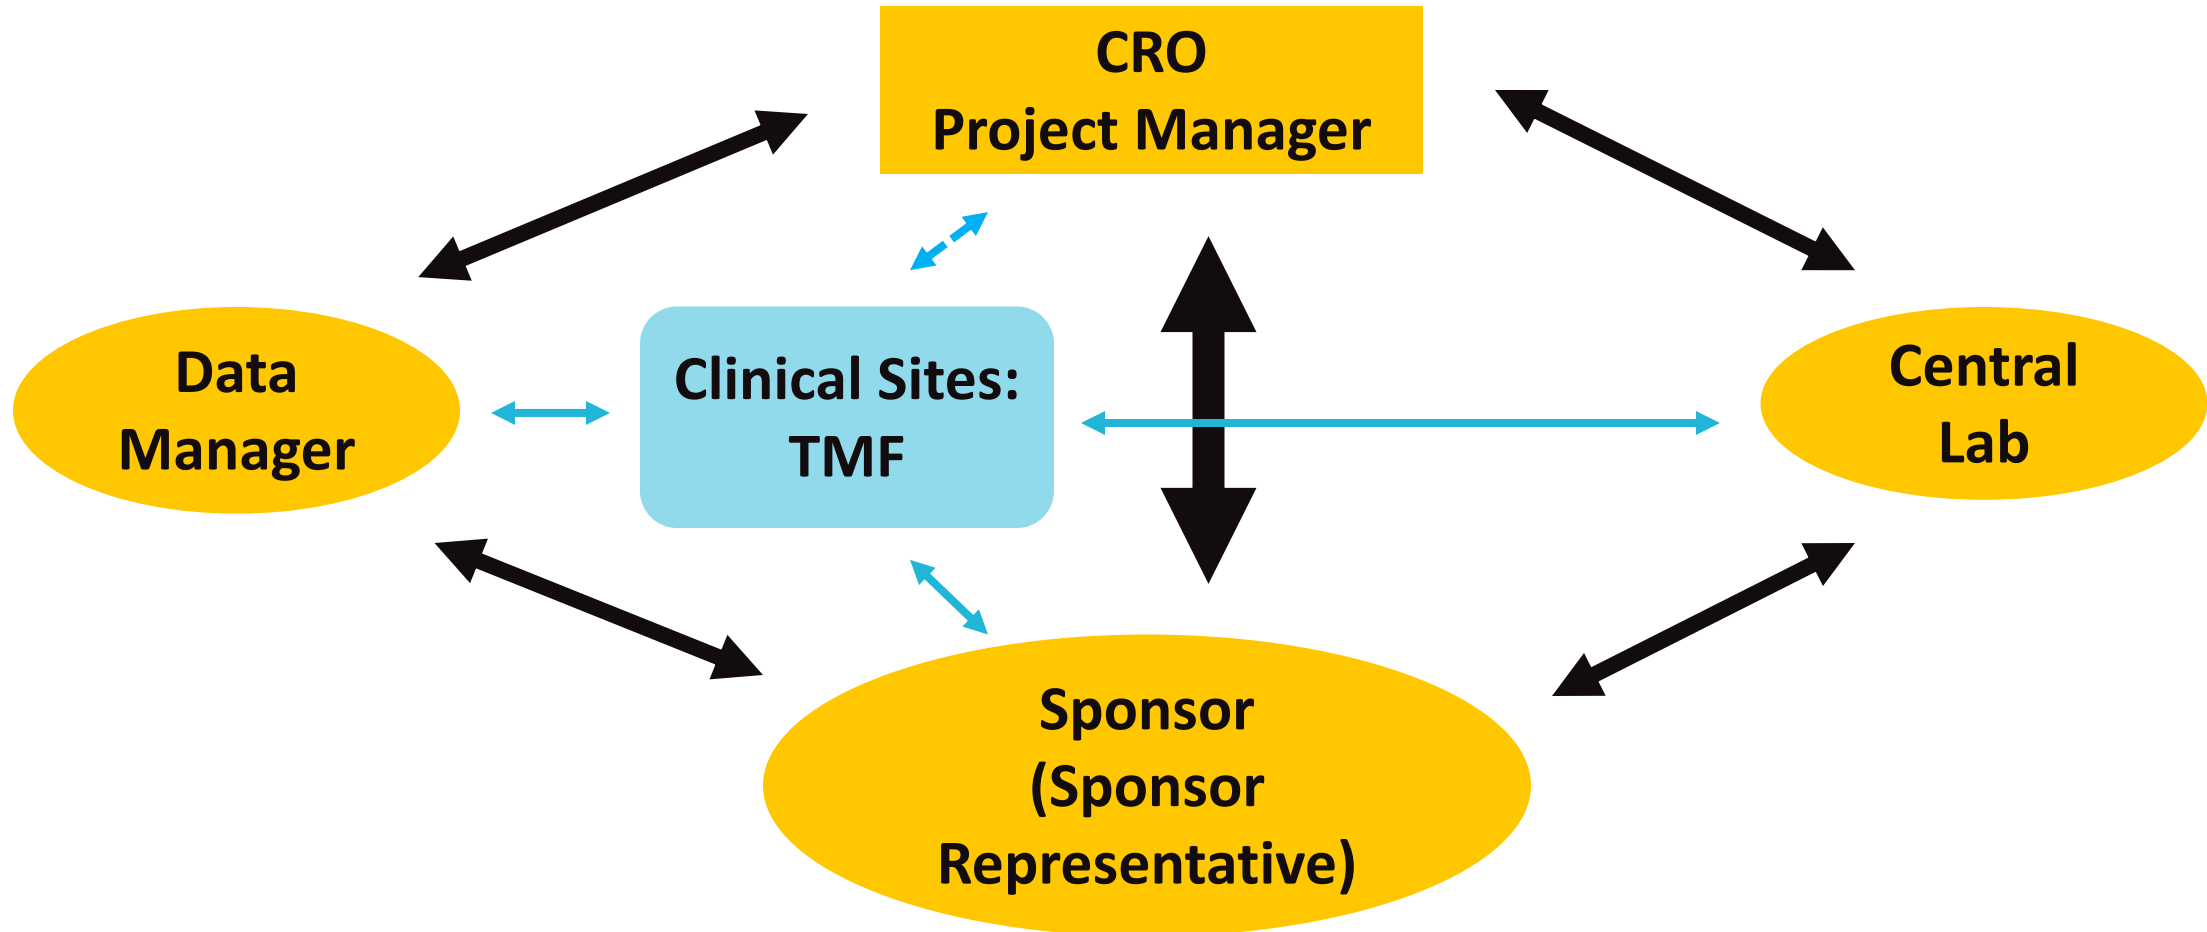 CRO
Project Manager
Data
Manager
Clinical Sites:
TMF
Central
Lab
Sponsor
(Sponsor
Representative)